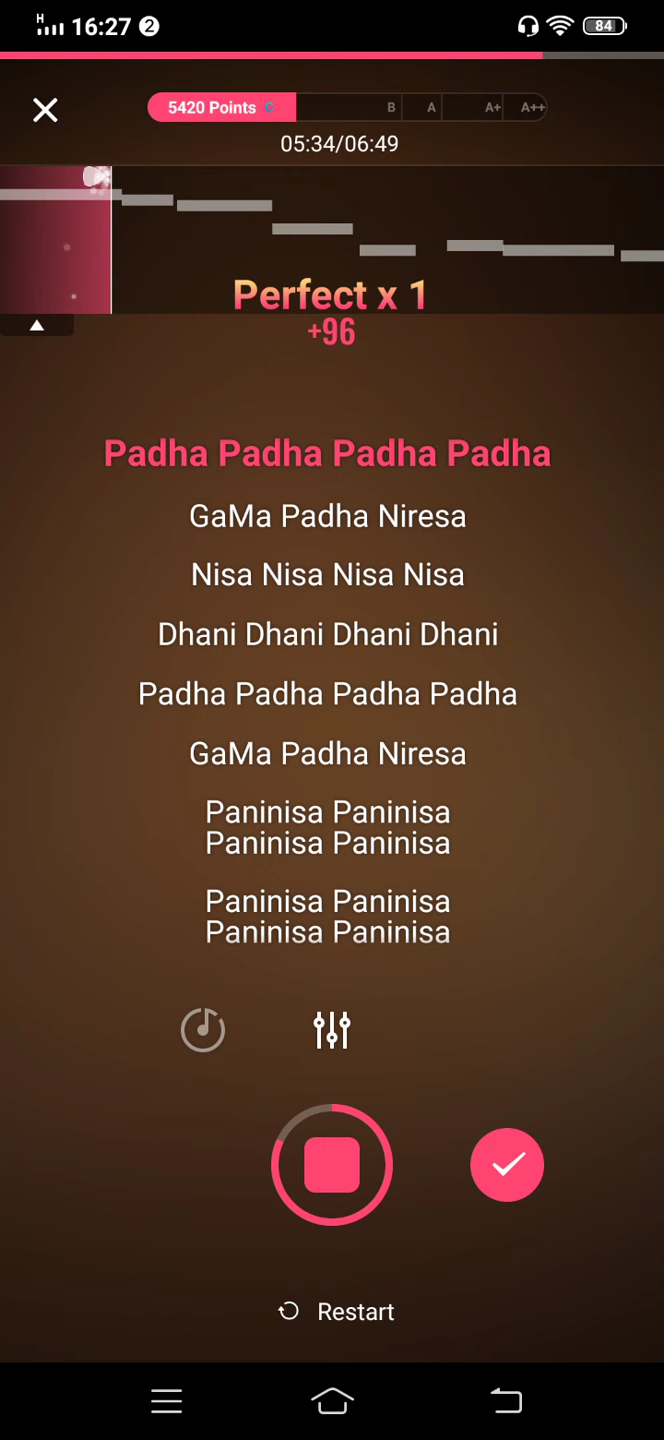 H 16:27 2 84
5420 Points C B A A+ A++
05:34/06:49
Perfect x 1
+96
Padha Padha Padha Padha
GaMa Padha Niresa
Nisa Nisa Nisa Nisa
Dhani Dhani Dhani Dhani
Padha Padha Padha Padha
GaMa Padha Niresa
Paninisa Paninisa
Paninisa Paninisa
Paninisa Paninisa
Paninisa Paninisa
Restart